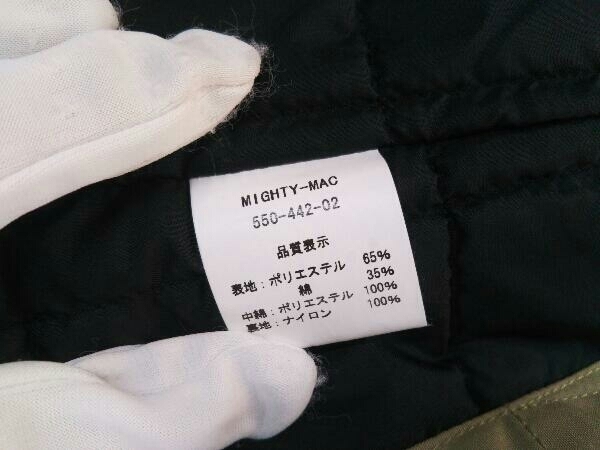 MIGHTY-MAC
550-442-02
品質表示
表地：ポリエステル 65%
綿 35%
中綿：ポリエステル 100%
裏地：ナイロン 100%